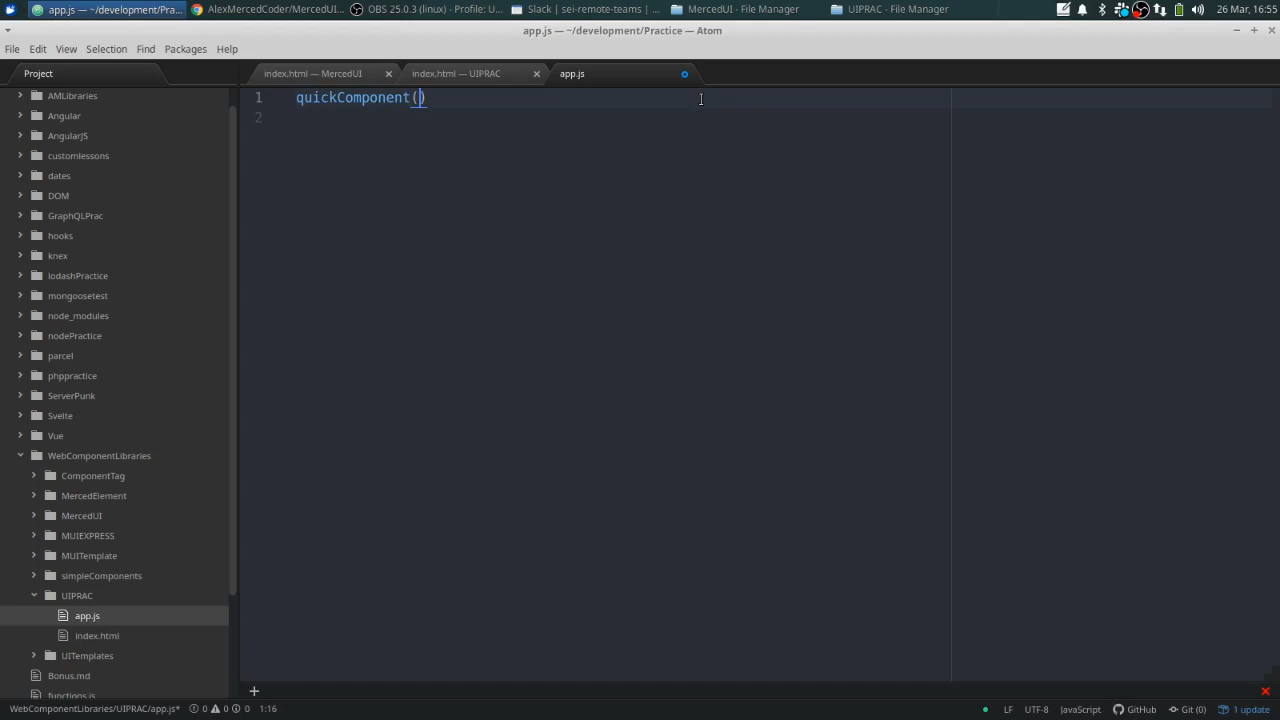 app.js — ~/development/Pra...
AlexMercedCoder/MercedUI...
OBS 25.0.3 (linux) - Profile: U...
Slack | sei-remote-teams | ...
MercedUI - File Manager
UIPRAC - File Manager
26 Mar, 16:55
app.js — ~/development/Practice — Atom
File Edit View Selection Find Packages Help
Project
index.html — MercedUI
index.html — UIPRAC
app.js
AMLibraries
Angular
AngularJS
customlessons
dates
DOM
GraphQLPrac
hooks
knex
lodashPractice
mongoosetest
node_modules
nodePractice
parcel
phppractice
ServerPunk
Svelte
Vue
WebComponentLibraries
ComponentTag
MercedElement
MercedUI
MUIEXPRESS
MUITemplate
simpleComponents
UIPRAC
app.js
index.html
UITemplates
Bonus.md
functions.js
1 quickComponent()
2
WebComponentLibraries/UIPRAC/app.js* 0 0 0 1:16
LF UTF-8 JavaScript GitHub Git (0) 1 update